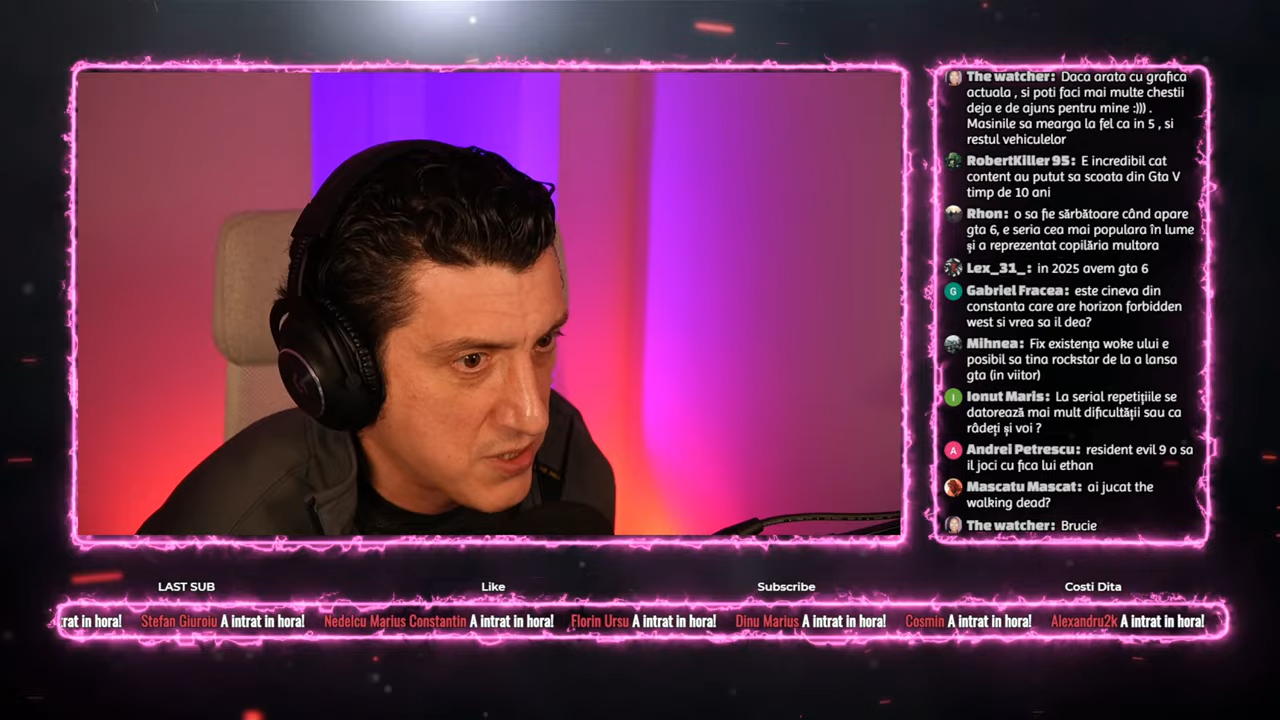 The watcher: Daca arata cu grafica
actuala , si poti faci mai multe chestii
deja e de ajuns pentru mine :))) .
Masinile sa mearga la fel ca in 5 , si
restul vehiculelor
RobertKiller 95: E incredibil cat
content au putut sa scoata din Gta V
timp de 10 ani
Rhon: o sa fie sărbătoare când apare
gta 6, e seria cea mai populara în lume
și a reprezentat copilăria multora
Lex_31_: in 2025 avem gta 6
G Gabriel Fracea: este cineva din
constanta care are horizon forbidden
west si vrea sa il dea?
Mihnea: Fix existența woke ului e
posibil sa tina rockstar de la a lansa
gta (in viitor)
I Ionut Maris: La serial repetițiile se
datorează mai mult dificultății sau ca
râdeți și voi ?
A Andrei Petrescu: resident evil 9 o sa
il joci cu fica lui ethan
Mascatu Mascat: ai jucat the
walking dead?
The watcher: Brucie
LAST SUB Like Subscribe Costi Dita
rat in hora! Stefan Giuroiu A intrat in hora! Nedelcu Marius Constantin A intrat in hora! Florin Ursu A intrat in hora! Dinu Marius A intrat in hora! Cosmin A intrat in hora! Alexandru2k A intrat in hora!